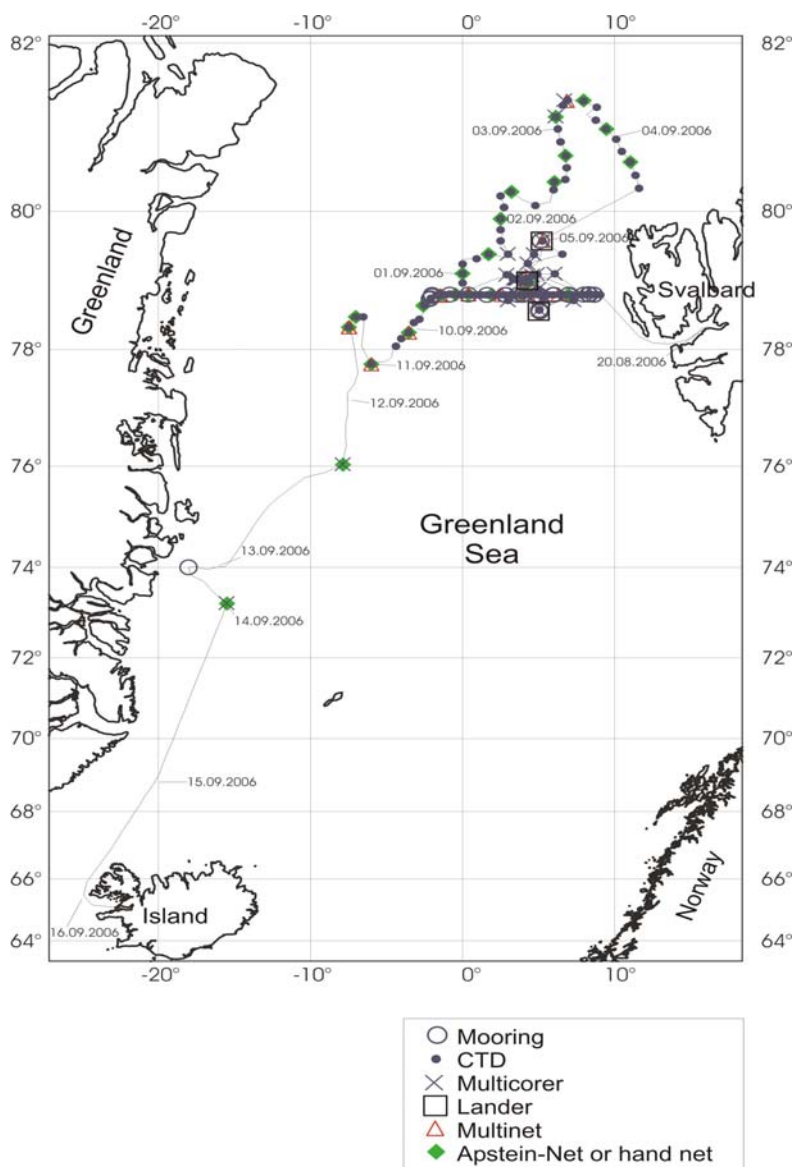 -20° -10° 0° 10°
82° 82°
03.09.2006 04.09.2006
80° 80°
02.09.2006
05.09.2006
Greenland
01.09.2006
Svalbard
10.09.2006
78° 78°
11.09.2006 20.08.2006
12.09.2006
76° 76°
Greenland
Sea
13.09.2006
74° 74°
14.09.2006
72° 72°
70° 70°
15.09.2006
68° 68°
66° 66°
Island
Norway
16.09.2006
64° 64°
-20° -10° 0° 10°
Mooring
CTD
Multicorer
Lander
Multinet
Apstein-Net or hand net